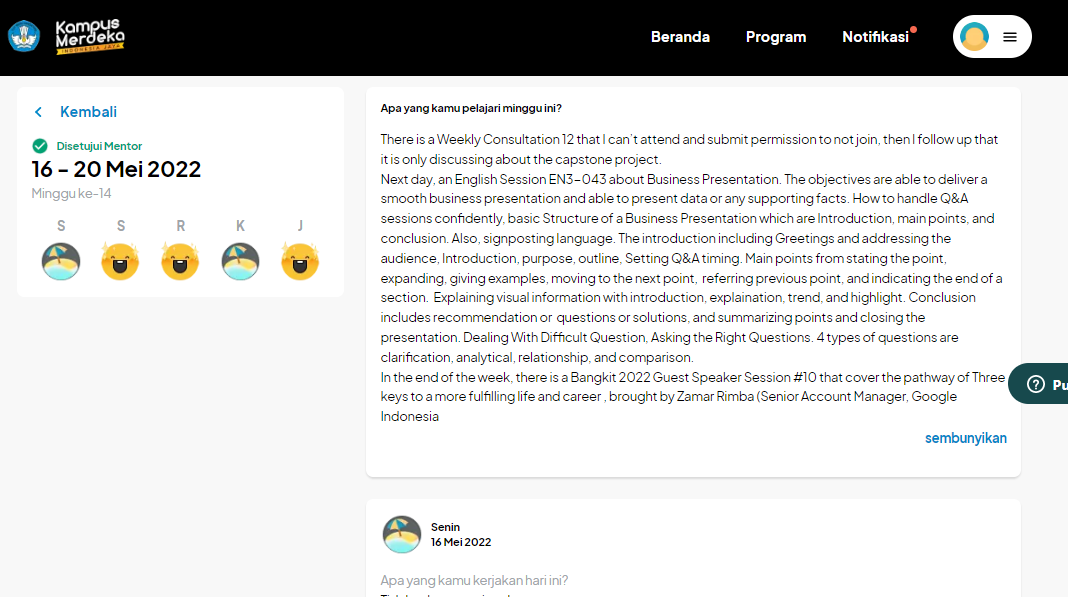 Kampus
Merdeka
INDONESIA JAYA
Beranda
Program
Notifikasi
Kembali
Disetujui Mentor
16 - 20 Mei 2022
Minggu ke-14
S S R K J
Apa yang kamu pelajari minggu ini?
There is a Weekly Consultation 12 that I can't attend and submit permission to not join, then I follow up that
it is only discussing about the capstone project.
Next day, an English Session EN3-043 about Business Presentation. The objectives are able to deliver a
smooth business presentation and able to present data or any supporting facts. How to handle Q&A
sessions confidently, basic Structure of a Business Presentation which are Introduction, main points, and
conclusion. Also, signposting language. The introduction including Greetings and addressing the
audience, Introduction, purpose, outline, Setting Q&A timing. Main points from stating the point,
expanding, giving examples, moving to the next point, referring previous point, and indicating the end of a
section. Explaining visual information with introduction, explaination, trend, and highlight. Conclusion
includes recommendation or questions or solutions, and summarizing points and closing the
presentation. Dealing With Difficult Question, Asking the Right Questions. 4 types of questions are
clarification, analytical, relationship, and comparison.
In the end of the week, there is a Bangkit 2022 Guest Speaker Session #10 that cover the pathway of Three
keys to a more fulfilling life and career , brought by Zamar Rimba (Senior Account Manager, Google
Indonesia
sembunyikan
Pu
Senin
16 Mei 2022
Apa yang kamu kerjakan hari ini?